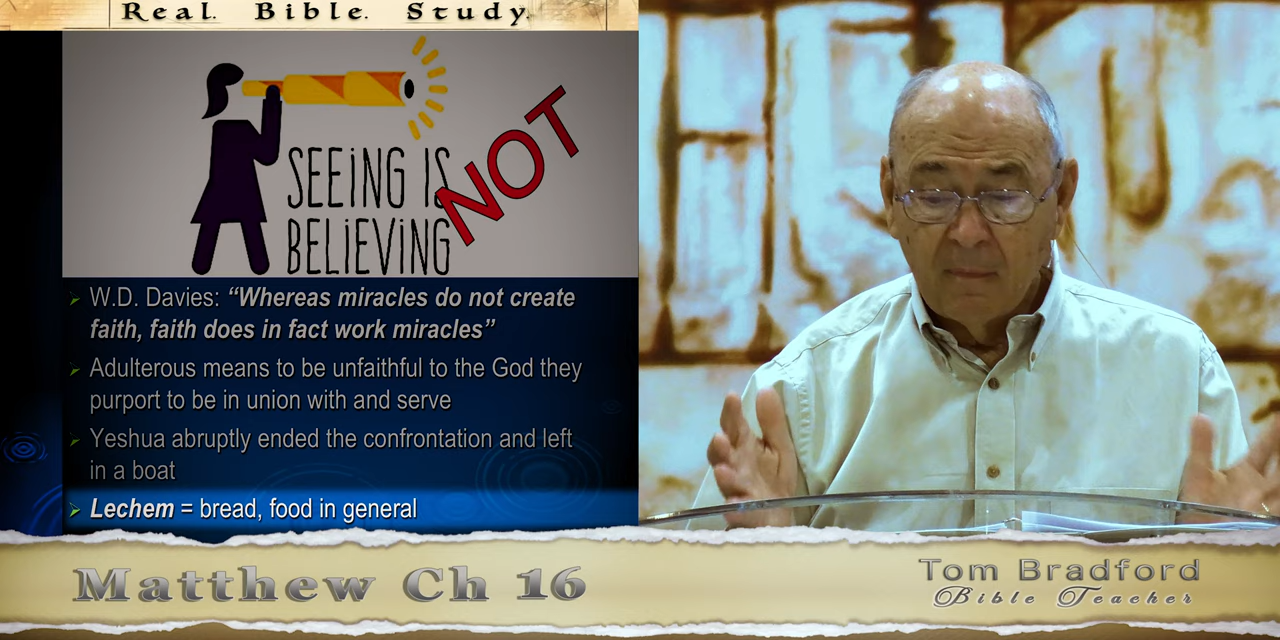 Real. Bible. Study.
SEEiNG IS
BELiEViNG
NOT
W.D. Davies: “Whereas miracles do not create
faith, faith does in fact work miracles”
Adulterous means to be unfaithful to the God they
purport to be in union with and serve
Yeshua abruptly ended the confrontation and left
in a boat
Lechem = bread, food in general
Matthew Ch 16
Tom Bradford
Bible Teacher